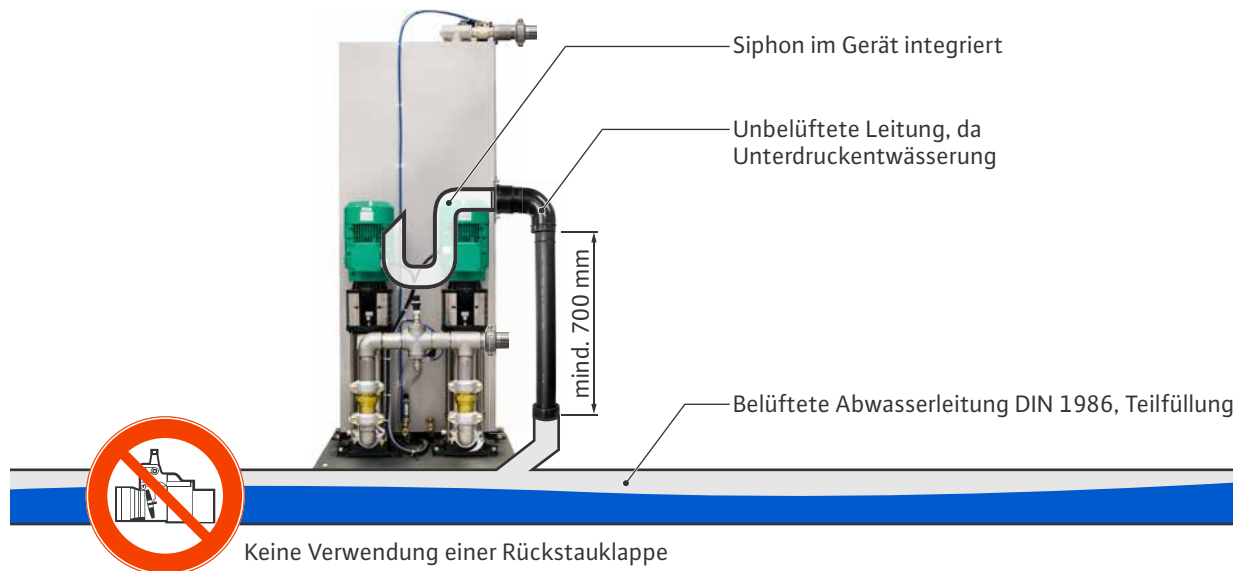 Siphon im Gerät integriert
Unbelüftete Leitung, da
Unterdruckentwässerung
mind. 700 mm
Belüftete Abwasserleitung DIN 1986, Teilfüllung
Keine Verwendung einer Rückstauklappe